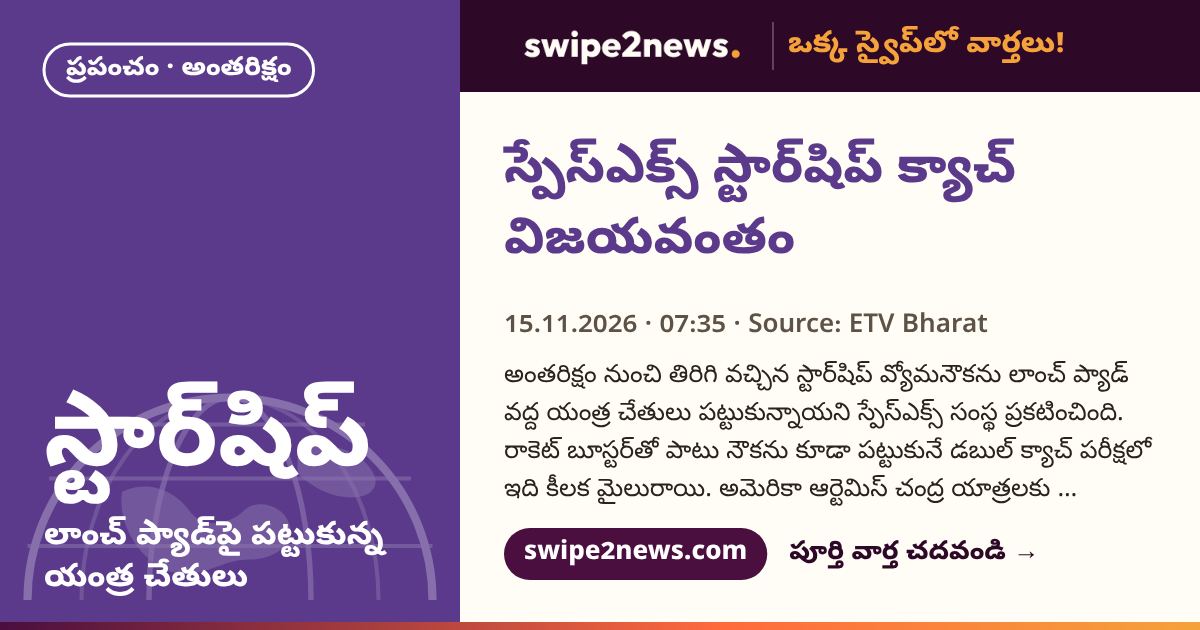 ప్రపంచం · అంతరిక్షం
స్టార్‌షిప్
లాంచ్ ప్యాడ్‌పై పట్టుకున్న
యంత్ర చేతులు
swipe2news.
ఒక్క స్వైప్‌లో వార్తలు!
స్పేస్‌ఎక్స్ స్టార్‌షిప్ క్యాచ్
విజయవంతం
15.11.2026 · 07:35 · Source: ETV Bharat
అంతరిక్షం నుంచి తిరిగి వచ్చిన స్టార్‌షిప్ వ్యోమనౌకను లాంచ్ ప్యాడ్
వద్ద యంత్ర చేతులు పట్టుకున్నాయని స్పేస్‌ఎక్స్ సంస్థ ప్రకటించింది.
రాకెట్ బూస్టర్‌తో పాటు నౌకను కూడా పట్టుకునే డబుల్ క్యాచ్ పరీక్షలో
ఇది కీలక మైలురాయి. అమెరికా ఆర్టెమిస్ చంద్ర యాత్రలకు ...
swipe2news.com
పూర్తి వార్త చదవండి →